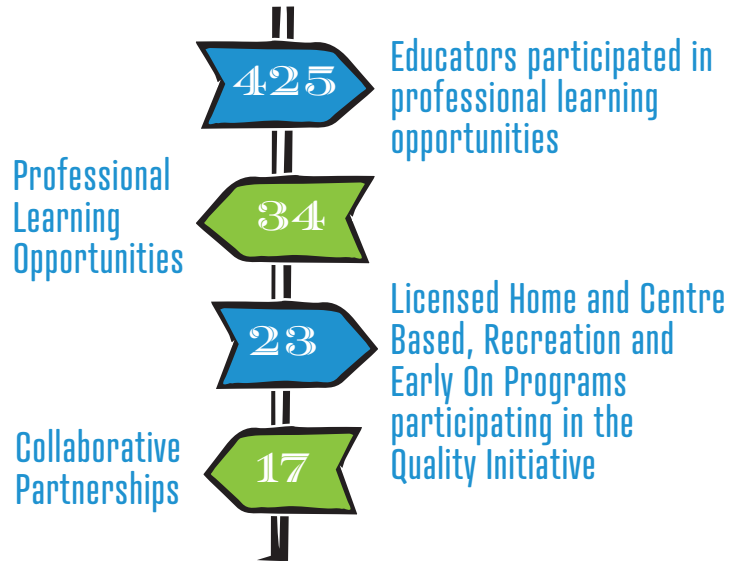 425
Educators participated in
professional learning
opportunities
Professional
Learning
Opportunities
34
23
Licensed Home and Centre
Based, Recreation and
Early On Programs
participating in the
Quality Initiative
Collaborative
Partnerships
17